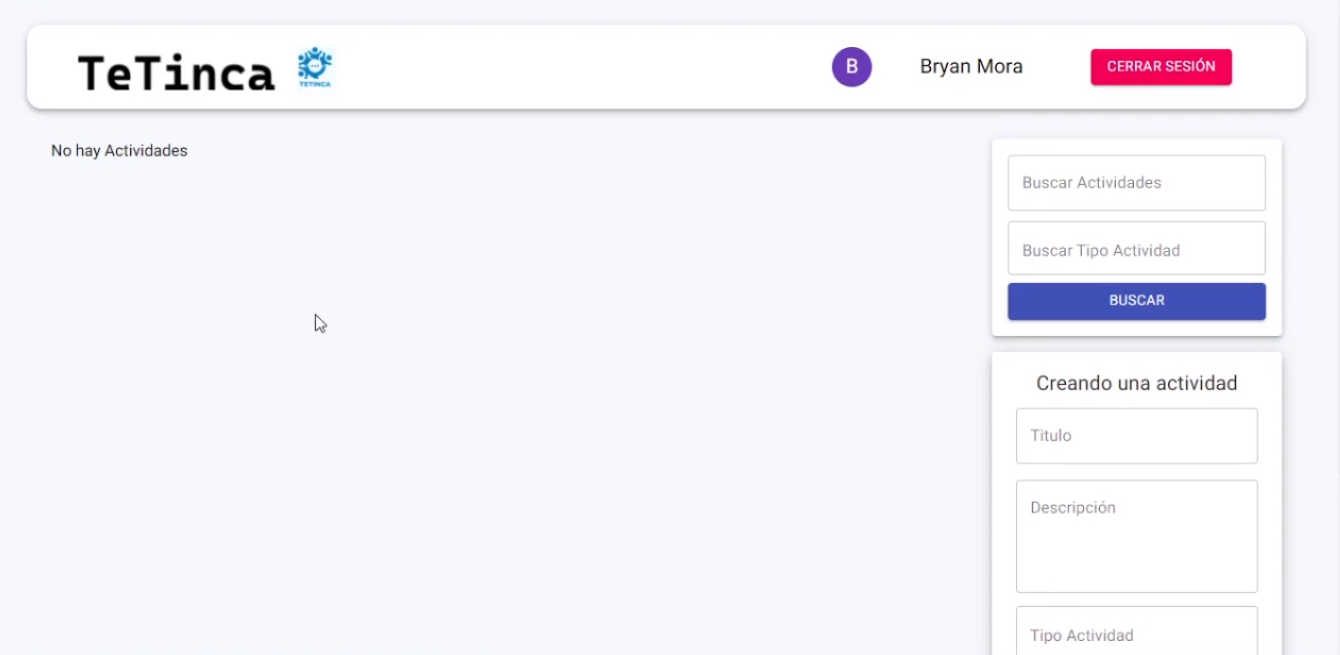 TeTinca
TETINCA
B
Bryan Mora
CERRAR SESIÓN
No hay Actividades
Buscar Actividades
Buscar Tipo Actividad
BUSCAR
Creando una actividad
Titulo
Descripción
Tipo Actividad